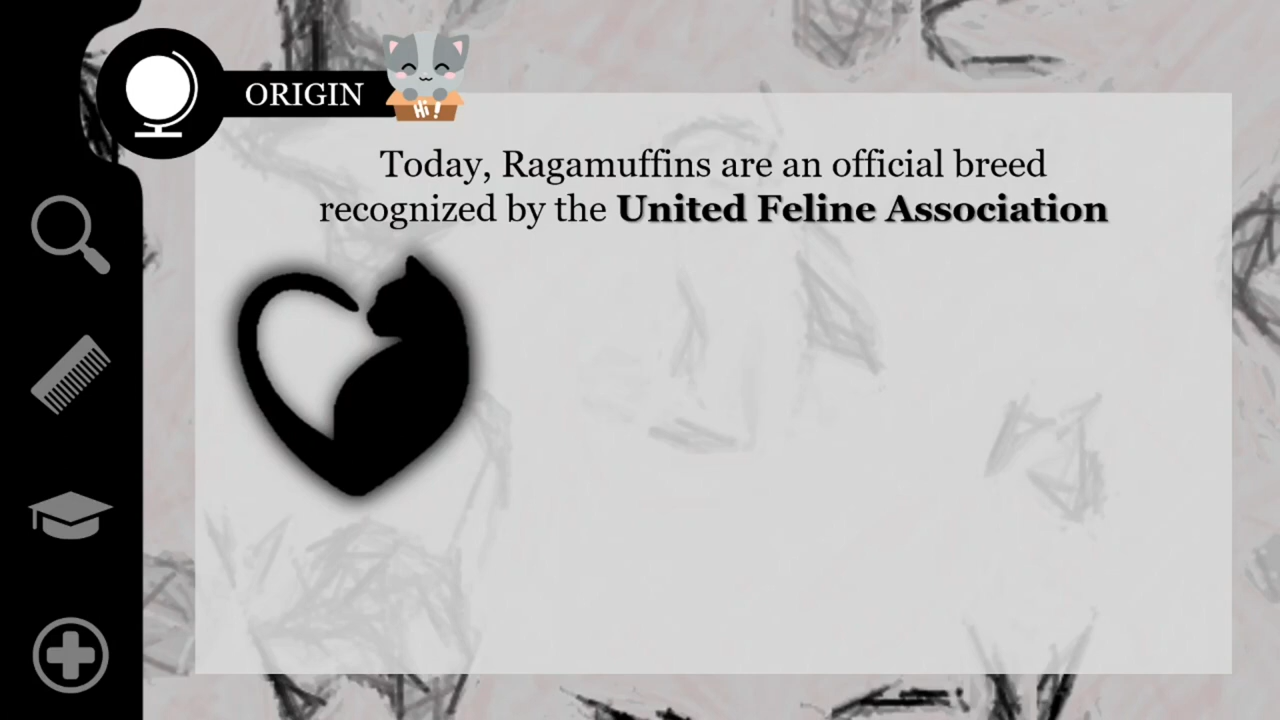 ORIGIN
Hi !
Today, Ragamuffins are an official breed
recognized by the United Feline Association